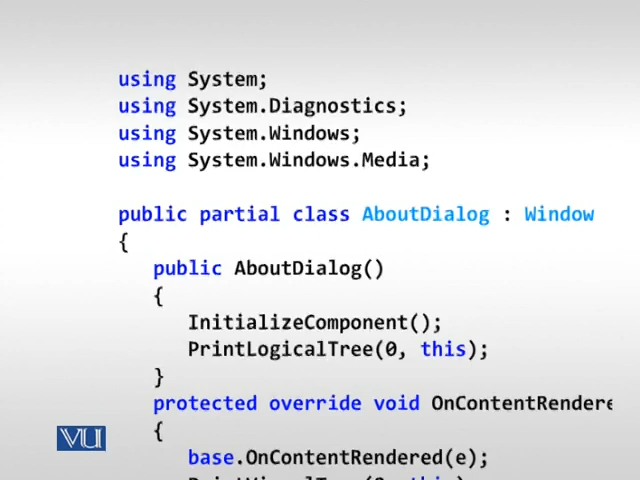 using System;
using System.Diagnostics;
using System.Windows;
using System.Windows.Media;
public partial class AboutDialog : Window
{
public AboutDialog()
{
InitializeComponent();
PrintLogicalTree(0, this);
}
protected override void OnContentRendere
{
base.OnContentRendered(e);
VU